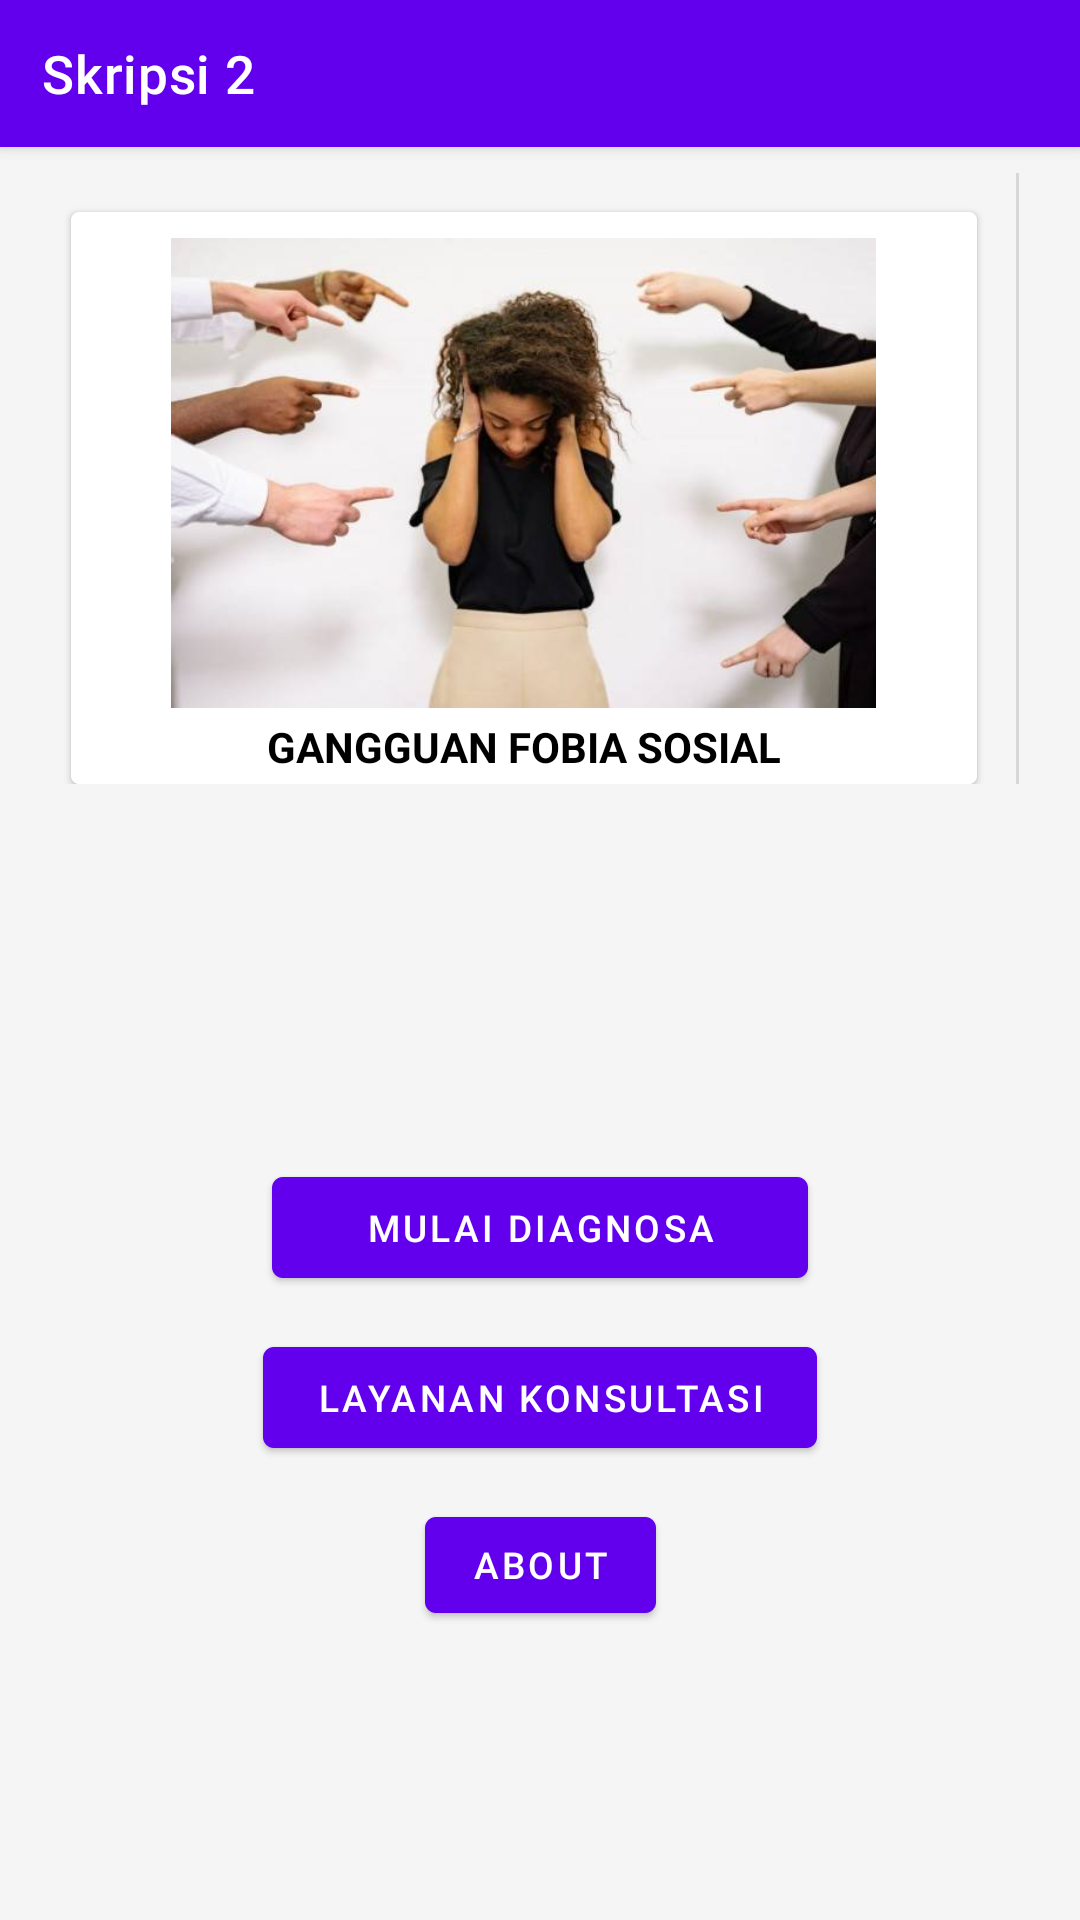 Skripsi 2
GANGGUAN FOBIA SOSIAL
MULAI DIAGNOSA
LAYANAN KONSULTASI
ABOUT